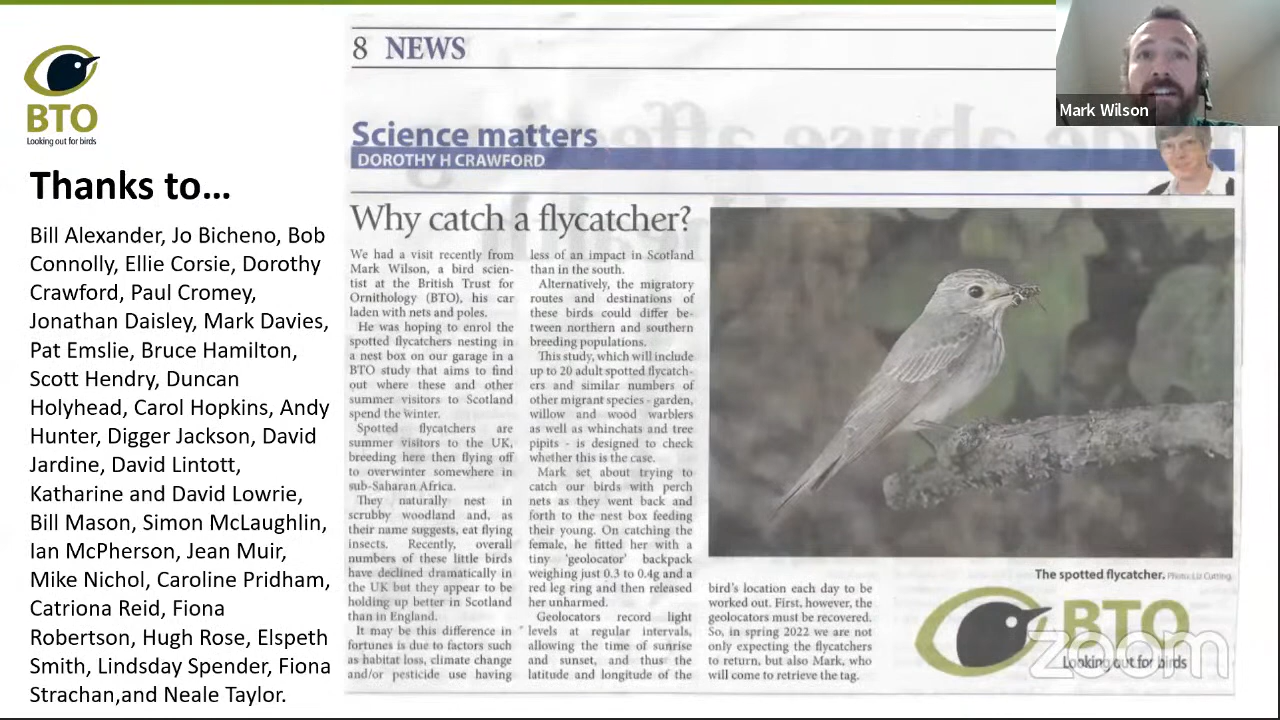 BTO
Looking out for birds
Thanks to...
Bill Alexander, Jo Bicheno, Bob
Connolly, Ellie Corsie, Dorothy
Crawford, Paul Cromey,
Jonathan Daisley, Mark Davies,
Pat Emslie, Bruce Hamilton,
Scott Hendry, Duncan
Holyhead, Carol Hopkins, Andy
Hunter, Digger Jackson, David
Jardine, David Lintott,
Katharine and David Lowrie,
Bill Mason, Simon McLaughlin,
Ian McPherson, Jean Muir,
Mike Nichol, Caroline Pridham,
Catriona Reid, Fiona
Robertson, Hugh Rose, Elspeth
Smith, Lindsday Spender, Fiona
Strachan,and Neale Taylor.
8 NEWS
Science matters
DOROTHY H CRAWFORD
Why catch a flycatcher?
We had a visit recently from
Mark Wilson, a bird scien-
tist at the British Trust for
Ornithology (BTO), his car
laden with nets and poles.
He was hoping to enrol the
spotted flycatchers nesting in
a nest box on our garage in a
BTO study that aims to find
out where these and other
summer visitors to Scotland
spend the winter.
Spotted flycatchers are
summer visitors to the UK,
breeding here then flying off
to overwinter somewhere in
sub-Saharan Africa.
They naturally nest in
scrubby woodland and, as
their name suggests, eat flying
insects. Recently, overall
numbers of these little birds
have declined dramatically in
the UK but they appear to be
holding up better in Scotland
than in England.
It may be this difference in
fortunes is due to factors such
as habitat loss, climate change
and/or pesticide use having
less of an impact in Scotland
than in the south.
Alternatively, the migratory
routes and destinations of
these birds could differ be-
tween northern and southern
breeding populations.
This study, which will include
up to 20 adult spotted flycatch-
ers and similar numbers of
other migrant species - garden,
willow and wood warblers
as well as whinchats and tree
pipits - is designed to check
whether this is the case.
Mark set about trying to
catch our birds with perch
nets as they went back and
forth to the nest box feeding
their young. On catching the
female, he fitted her with a
tiny 'geolocator' backpack
weighing just 0.3 to 0.4g and a
red leg ring and then released
her unharmed.
Geolocators record light
levels at regular intervals,
allowing the time of sunrise
and sunset, and thus the
latitude and longitude of the
bird's location each day to be
worked out. First, however, the
geolocators must be recovered.
So, in spring 2022 we are not
only expecting the flycatchers
to return, but also Mark, who
will come to retrieve the tag.
The spotted flycatcher. Photo: Liz Cutting
BTO
Looking out for birds
zoom
Mark Wilson